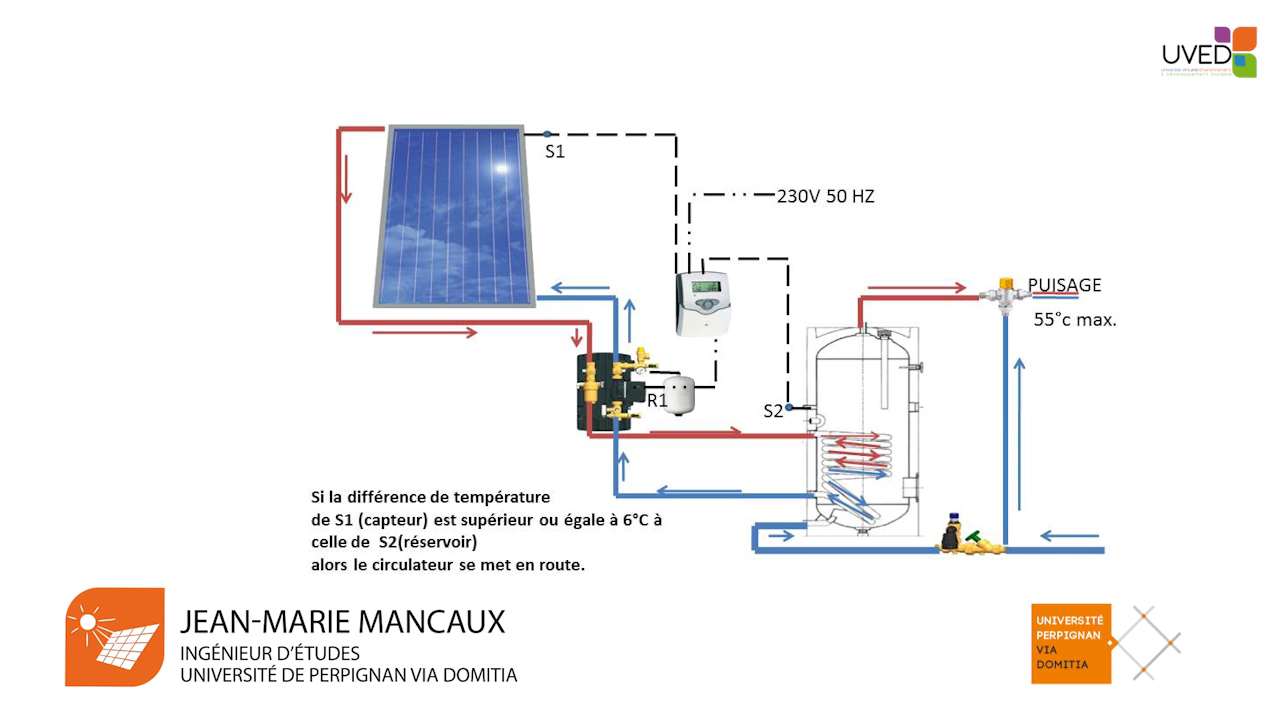 UVED
S1
230V 50 HZ
PUISAGE
55°c max.
R1
S2
Si la différence de température
de S1 (capteur) est supérieur ou égale à 6°C à
celle de S2(réservoir)
alors le circulateur se met en route.
JEAN-MARIE MANCAUX
INGÉNIEUR D'ÉTUDES
UNIVERSITÉ DE PERPIGNAN VIA DOMITIA
UNIVERSITÉ
PERPIGNAN
VIA
DOMITIA